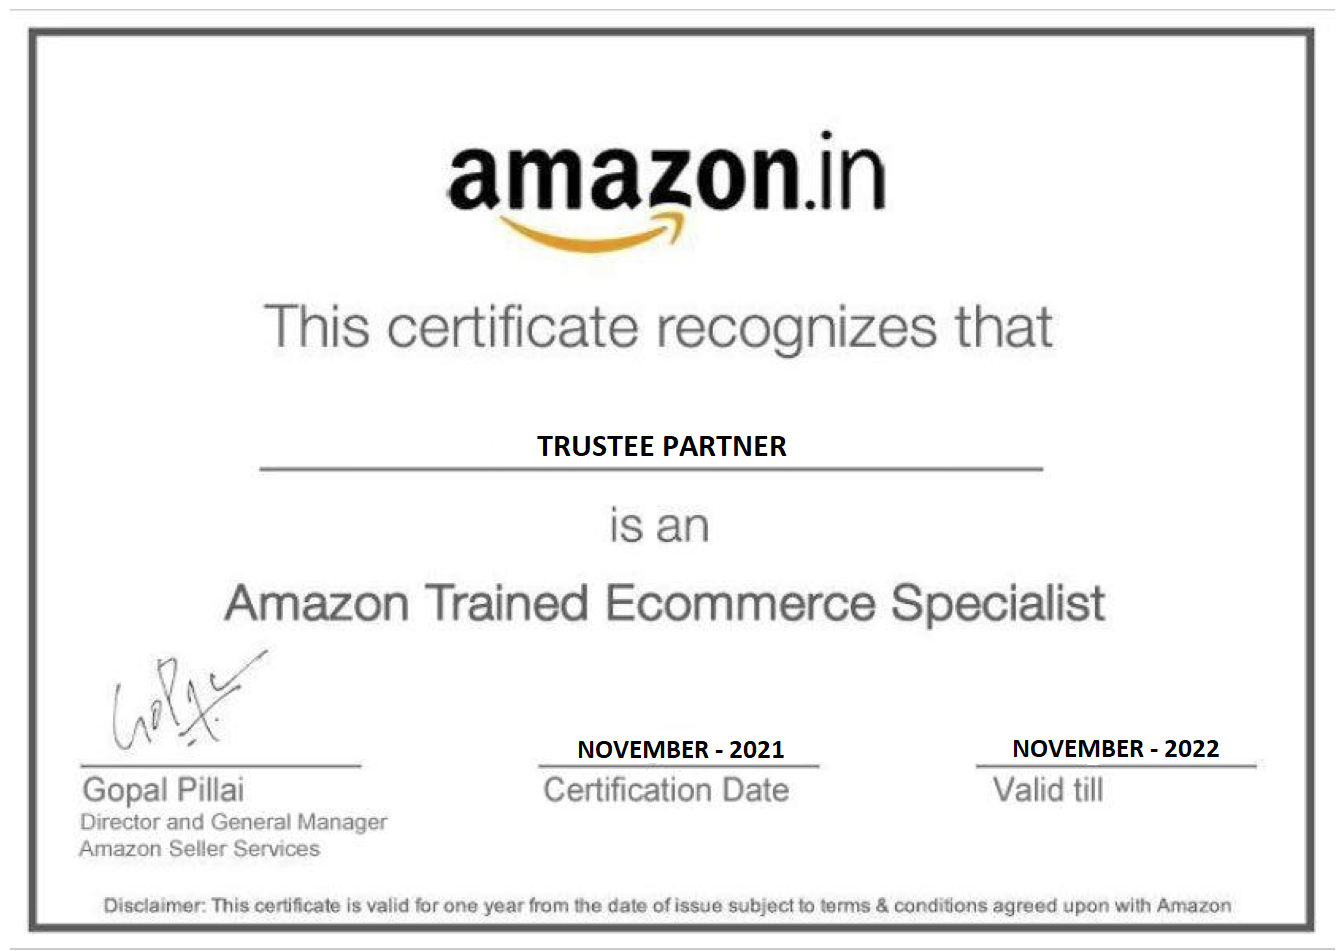 amazon.in
This certificate recognizes that
TRUSTEE PARTNER
is an
Amazon Trained Ecommerce Specialist
NOVEMBER - 2021
NOVEMBER - 2022
Gopal Pillai
Certification Date
Valid till
Director and General Manager
Amazon Seller Services
Disclaimer: This certificate is valid for one year from the date of issue subject to terms & conditions agreed upon with Amazon